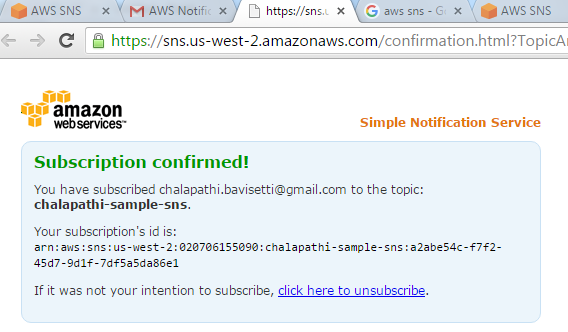 AWS SNS
AWS Notific
https://sns.u
aws sns - G
AWS SNS
https://sns.us-west-2.amazonaws.com/confirmation.html?TopicAr
amazon
web services™
Simple Notification Service
Subscription confirmed!
You have subscribed chalapathi.bavisetti@gmail.com to the topic:
chalapathi-sample-sns.
Your subscription's id is:
arn:aws:sns:us-west-2:020706155090:chalapathi-sample-sns:a2abe54c-f7f2-
45d7-9d1f-7df5a5da86e1
If it was not your intention to subscribe, click here to unsubscribe.